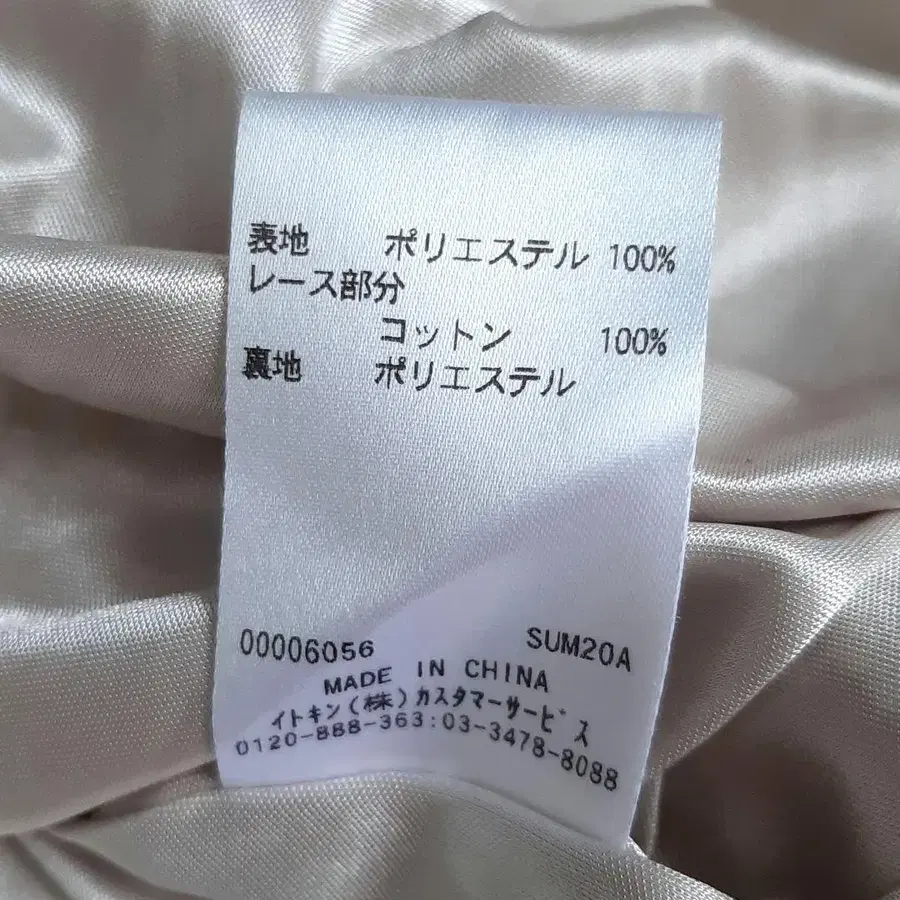 表地 ポリエステル 100%
レース部分
コットン 100%
裏地 ポリエステル
00006056 SUM20A
MADE IN CHINA
イトキン(株)カスタマーサービス
0120-888-363:03-3478-8088